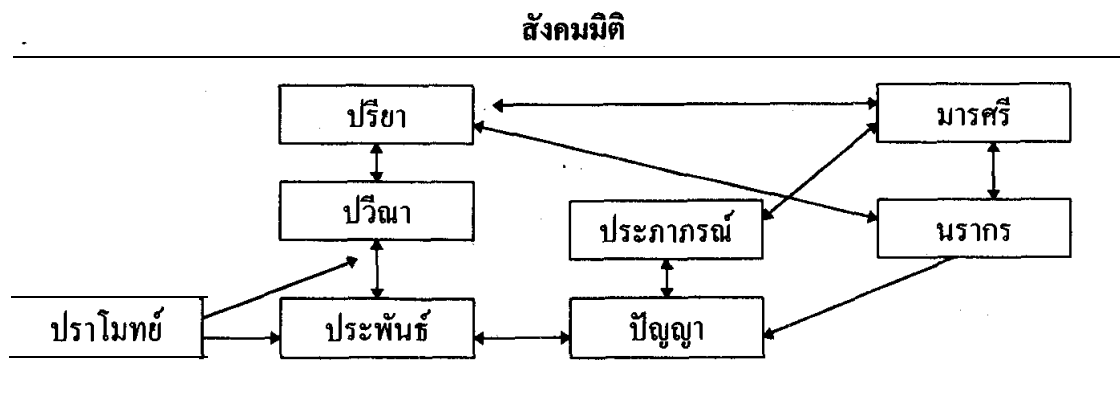 สังคมมิติ
ปรียา
มารศรี
ปวีณา
ประภาภรณ์
นรากร
ปราโมทย์
ประพันธ์
ปัญญา